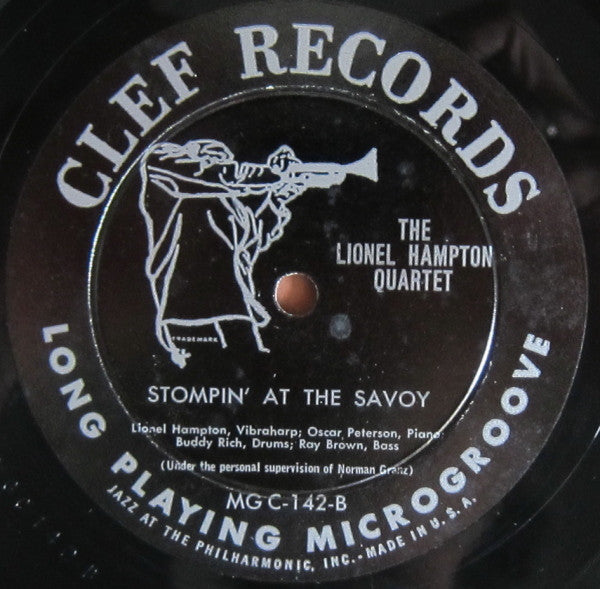 CLEF RECORDS
THE
LIONEL HAMPTON
QUARTET
TRADEMARK
STOMPIN' AT THE SAVOY
Lionel Hampton, Vibraharp; Oscar Peterson, Piano;
Buddy Rich, Drums; Ray Brown, Bass
(Under the personal supervision of Norman Granz)
MG C-142-B
LONG PLAYING MICROGROOVE
JAZZ AT THE PHILHARMONIC, INC. • MADE IN U. S. A.